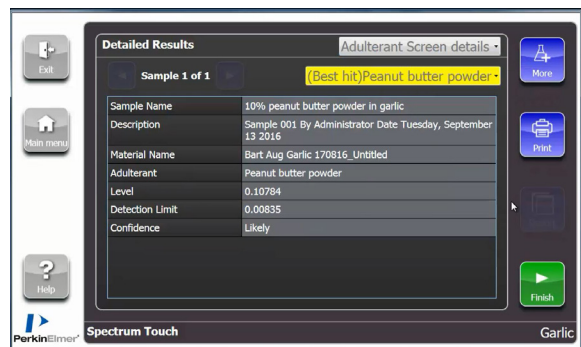 Detailed Results
Adulterant Screen details
Sample 1 of 1
(Best hit)Peanut butter powder
Sample Name 10% peanut butter powder in garlic
Description Sample 001 By Administrator Date Tuesday, September
13 2016
Material Name Bart Aug Garlic 170816_Untitled
Adulterant Peanut butter powder
Level 0.10784
Detection Limit 0.00835
Confidence Likely
Exit
Main menu
Help
More
Print
Finish
PerkinElmer
Spectrum Touch
Garlic